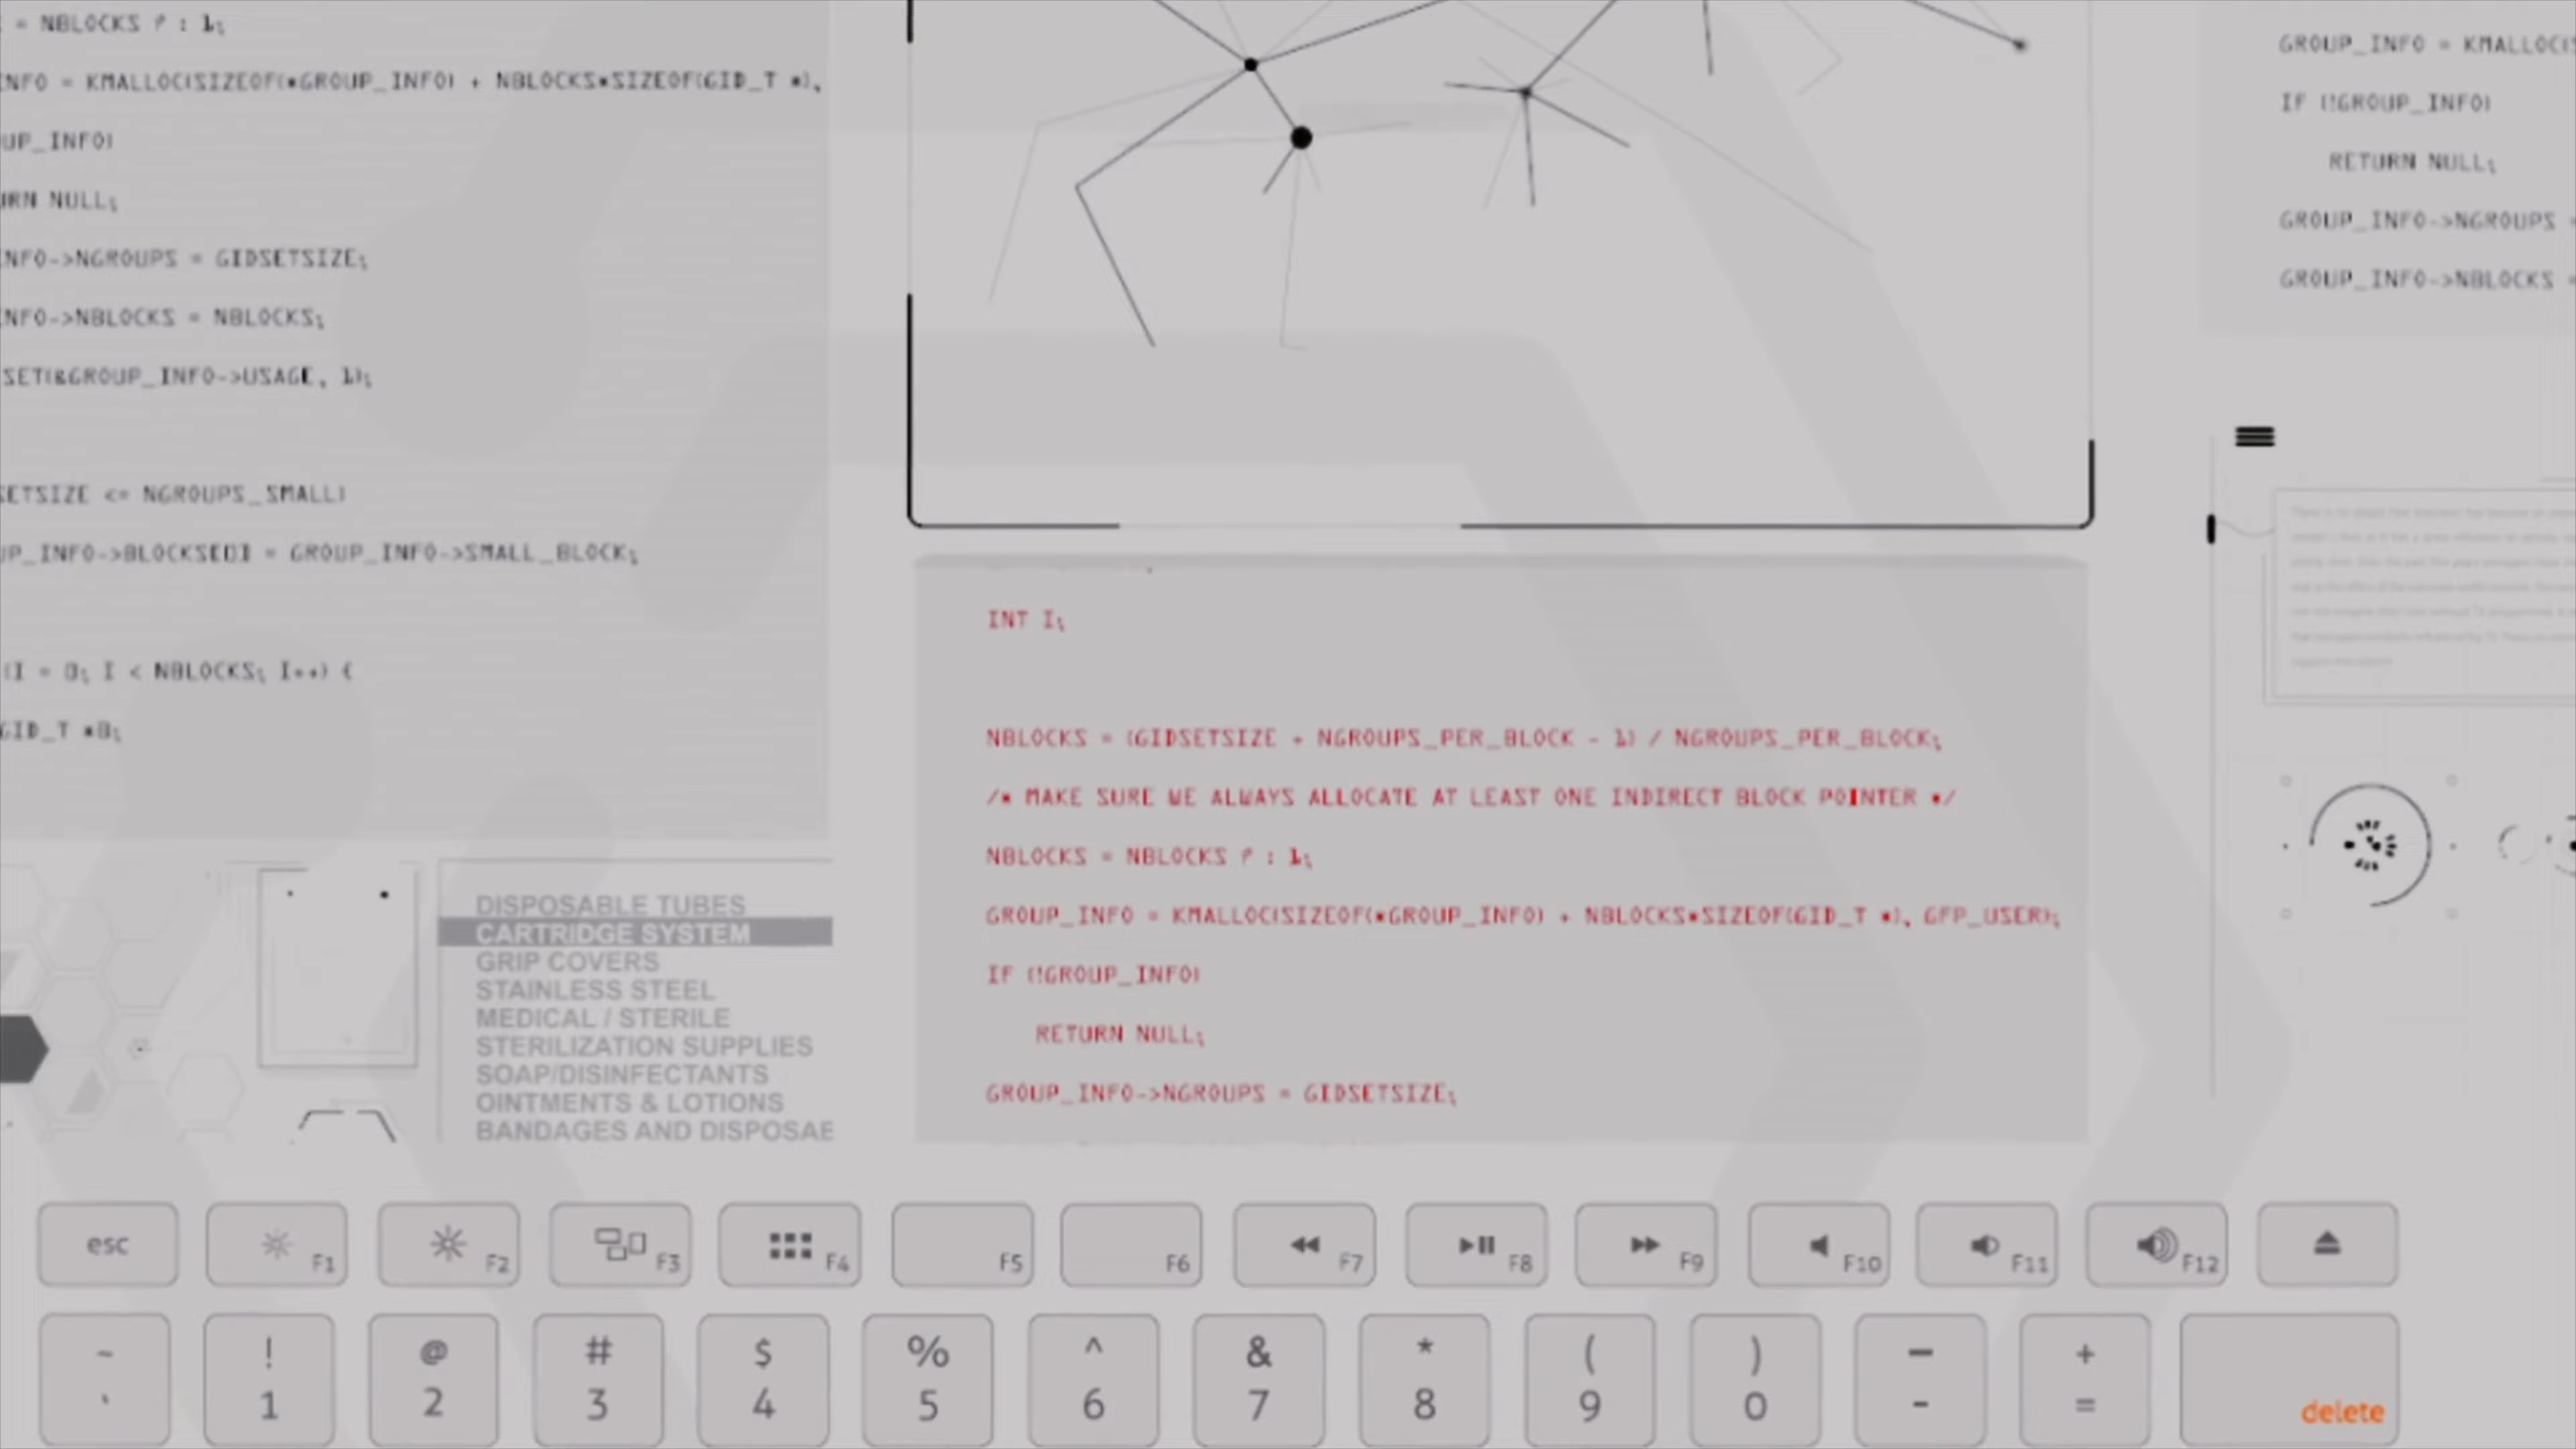 = NBLOCKS ? : 1;
INFO = KMALLOC(SIZEOF(*GROUP_INFO) + NBLOCKS*SIZEOF(GID_T *),
UP_INFO)
URN NULL;
INFO->NGROUPS = GIDSETSIZE;
INFO->NBLOCKS = NBLOCKS;
SET(&GROUP_INFO->USAGE, 1);
SETSIZE <= NGROUPS_SMALL)
UP_INFO->BLOCKS[0] = GROUP_INFO->SMALL_BLOCK;
(I = 0; I < NBLOCKS; I++) {
GID_T *B;
GROUP_INFO = KMALLOC(S
IF (!GROUP_INFO)
RETURN NULL;
GROUP_INFO->NGROUPS =
GROUP_INFO->NBLOCKS =
INT I;
NBLOCKS = (GIDSETSIZE + NGROUPS_PER_BLOCK - 1) / NGROUPS_PER_BLOCK;
/* MAKE SURE WE ALWAYS ALLOCATE AT LEAST ONE INDIRECT BLOCK POINTER */
NBLOCKS = NBLOCKS ? : 1;
GROUP_INFO = KMALLOC(SIZEOF(*GROUP_INFO) + NBLOCKS*SIZEOF(GID_T *), GFP_USER);
IF (!GROUP_INFO)
RETURN NULL;
GROUP_INFO->NGROUPS = GIDSETSIZE;
DISPOSABLE TUBES
CARTRIDGE SYSTEM
GRIP COVERS
STAINLESS STEEL
MEDICAL / STERILE
STERILIZATION SUPPLIES
SOAP/DISINFECTANTS
OINTMENTS & LOTIONS
BANDAGES AND DISPOSAE
esc F1 F2 F3 F4 F5 F6 F7 F8 F9 F10 F11 F12
~ ! @ # $ % ^ & * ( ) — +
` 1 2 3 4 5 6 7 8 9 0 - = delete